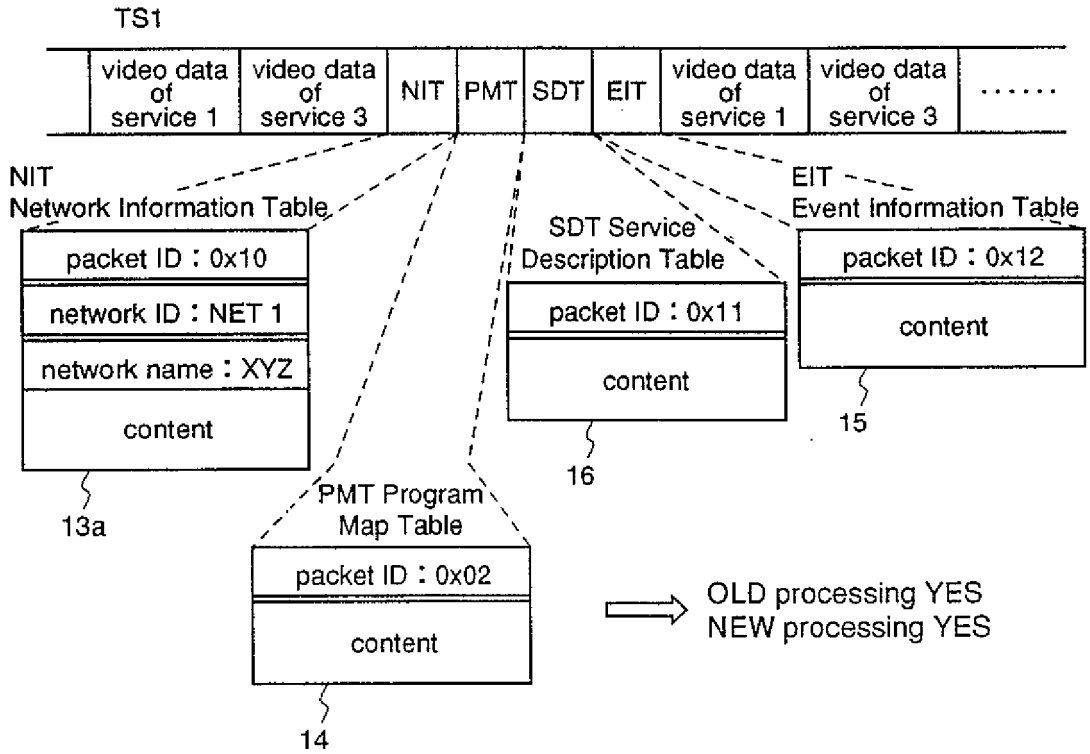 TS1
video data of service 1
video data of service 3
NIT
PMT
SDT
EIT
video data of service 1
video data of service 3
......
NIT
Network Information Table
packet ID : 0x10
network ID : NET 1
network name : XYZ
content
13a
PMT Program
Map Table
packet ID : 0x02
content
14
SDT Service
Description Table
packet ID : 0x11
content
16
EIT
Event Information Table
packet ID : 0x12
content
15
OLD processing YES
NEW processing YES